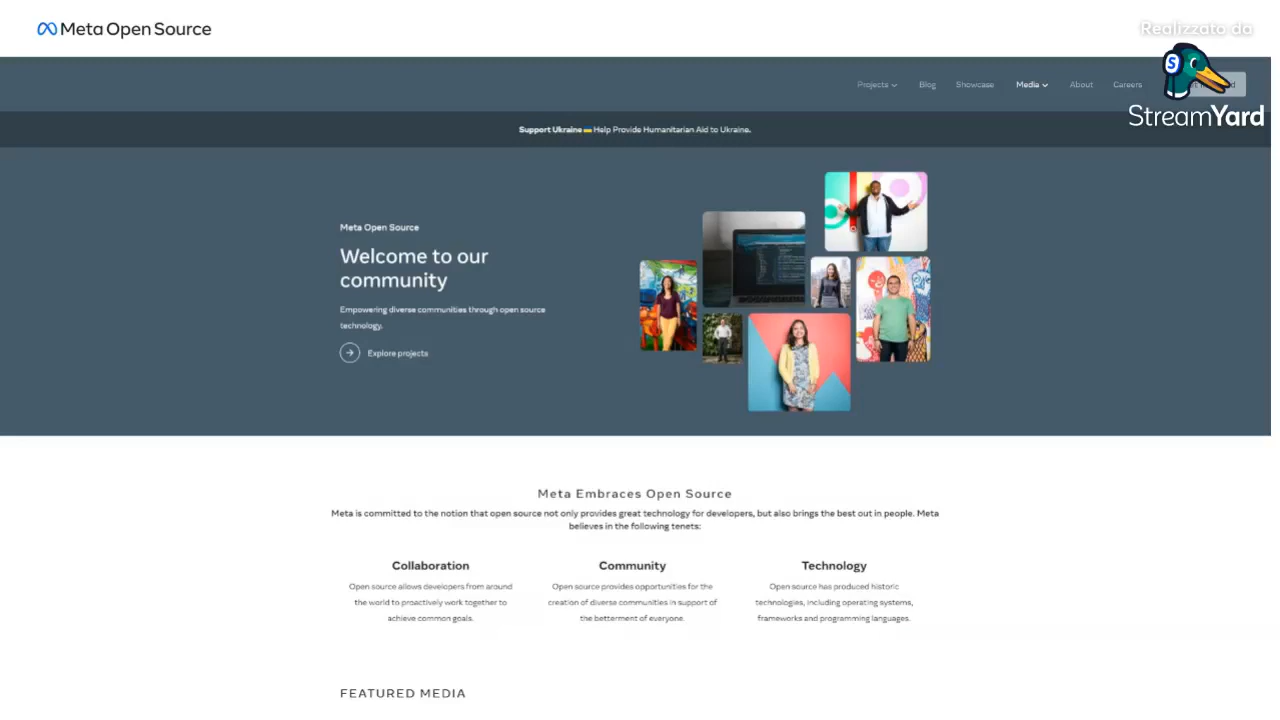 Meta Open Source
Realizzato da
Projects
Blog
Showcase
Media
About
Careers
S
StreamYard
Support Ukraine Help Provide Humanitarian Aid to Ukraine.
Meta Open Source
Welcome to our
community
Empowering diverse communities through open source
technology.
Explore projects
Meta Embraces Open Source
Meta is committed to the notion that open source not only provides great technology for developers, but also brings the best out in people. Meta
believes in the following tenets:
Collaboration
Open source allows developers from around
the world to proactively work together to
achieve common goals.
Community
Open source provides opportunities for the
creation of diverse communities in support of
the betterment of everyone.
Technology
Open source has produced historic
technologies, including operating systems,
frameworks and programming languages.
FEATURED MEDIA